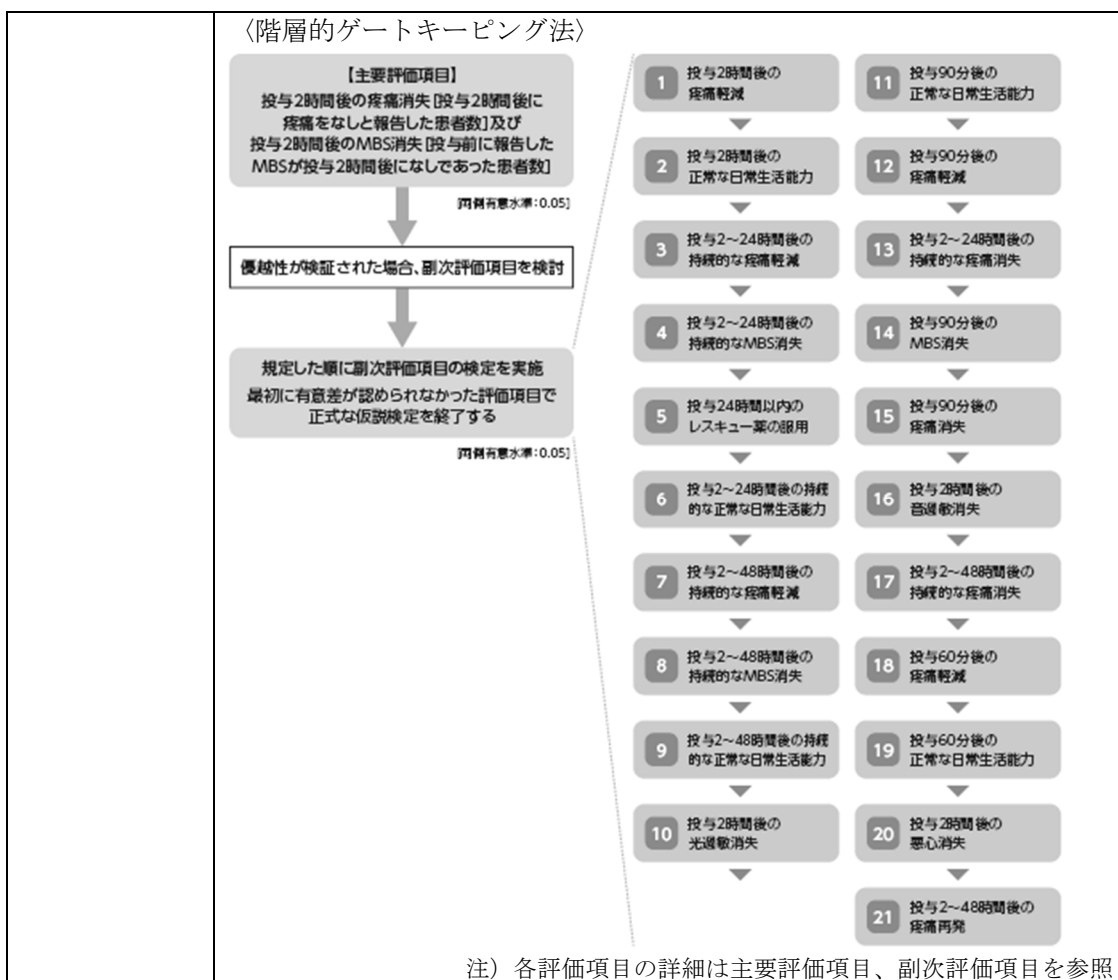 〈階層的ゲートキーピング法〉
【主要評価項目】
投与2時間後の疼痛消失[投与2時間後に
疼痛をなしと報告した患者数]及び
投与2時間後のMBS消失[投与前に報告した
MBSが投与2時間後になしであった患者数]
[両側有意水準:0.05]
優越性が検証された場合、副次評価項目を検討
規定した順に副次評価項目の検定を実施
最初に有意差が認められなかった評価項目で
正式な仮説検定を終了する
[両側有意水準:0.05]
1 投与2時間後の
疼痛軽減
2 投与2時間後の
正常な日常生活能力
3 投与2~24時間後の
持続的な疼痛軽減
4 投与2~24時間後の
持続的なMBS消失
5 投与24時間以内の
レスキュー薬の服用
6 投与2~24時間後の持続
的な正常な日常生活能力
7 投与2~48時間後の
持続的な疼痛軽減
8 投与2~48時間後の
持続的なMBS消失
9 投与2~48時間後の持続
的な正常な日常生活能力
10 投与2時間後の
光過敏消失
11 投与90分後の
正常な日常生活能力
12 投与90分後の
疼痛軽減
13 投与2~24時間後の
持続的な疼痛消失
14 投与90分後の
MBS消失
15 投与90分後の
疼痛消失
16 投与2時間後の
音過敏消失
17 投与2~48時間後の
持続的な疼痛消失
18 投与60分後の
疼痛軽減
19 投与60分後の
正常な日常生活能力
20 投与2時間後の
悪心消失
21 投与2~48時間後の
疼痛再発
注）各評価項目の詳細は主要評価項目、副次評価項目を参照